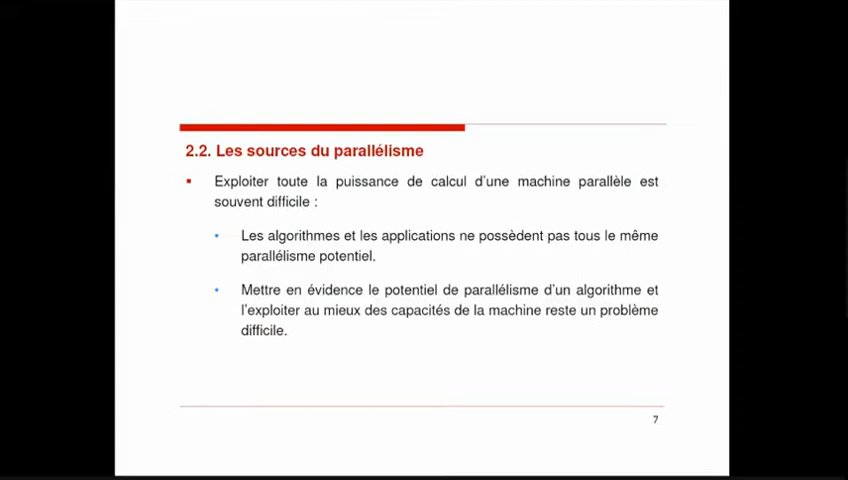 2.2. Les sources du parallélisme
▪ Exploiter toute la puissance de calcul d'une machine parallèle est
souvent difficile :
• Les algorithmes et les applications ne possèdent pas tous le même
parallélisme potentiel.
• Mettre en évidence le potentiel de parallélisme d'un algorithme et
l'exploiter au mieux des capacités de la machine reste un problème
difficile.
7